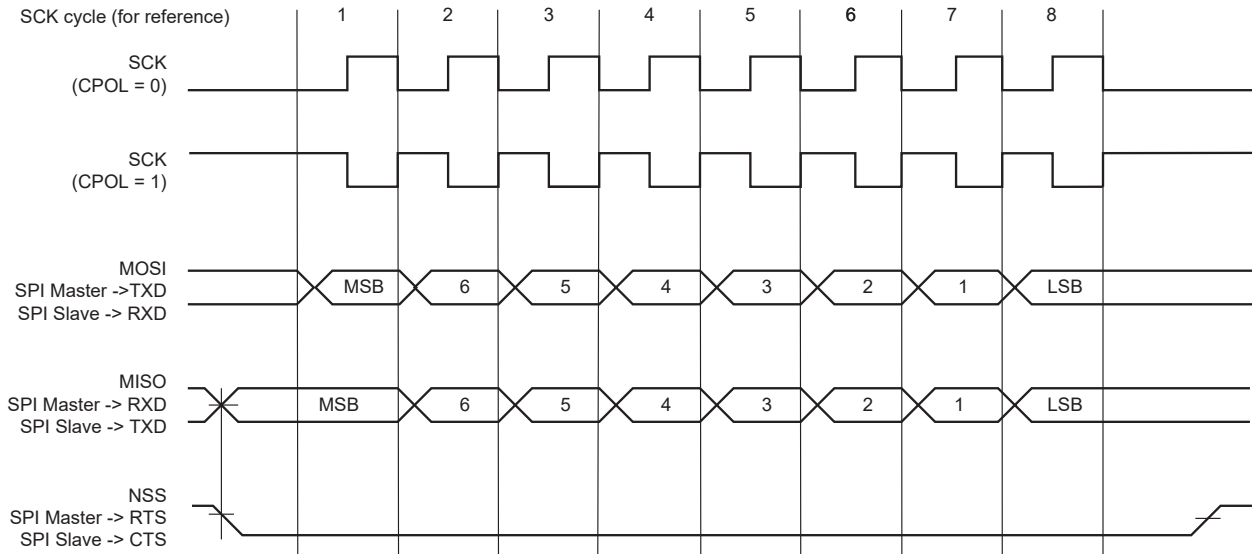 SCK cycle (for reference) 1 2 3 4 5 6 7 8
SCK
(CPOL = 0)
SCK
(CPOL = 1)
MOSI
SPI Master ->TXD
SPI Slave -> RXD
MSB 6 5 4 3 2 1 LSB
MISO
SPI Master -> RXD
SPI Slave -> TXD
MSB 6 5 4 3 2 1 LSB
NSS
SPI Master -> RTS
SPI Slave -> CTS